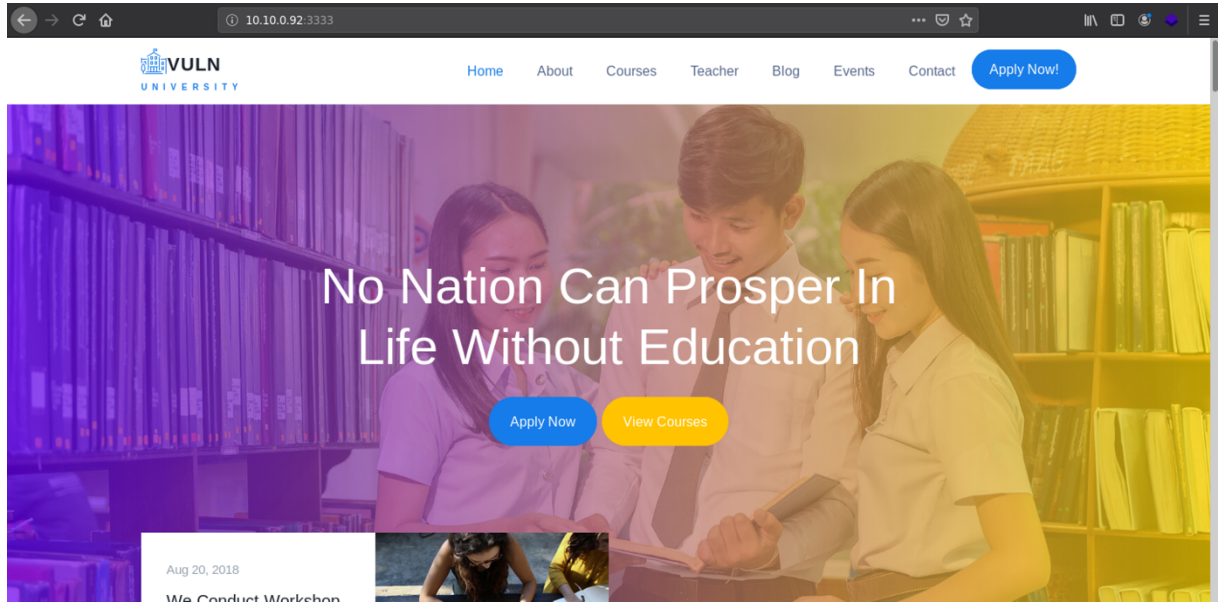 10.10.0.92:3333
VULN
UNIVERSITY
Home About Courses Teacher Blog Events Contact Apply Now!
No Nation Can Prosper In
Life Without Education
Apply Now View Courses
Aug 20, 2018
We Conduct Workshop